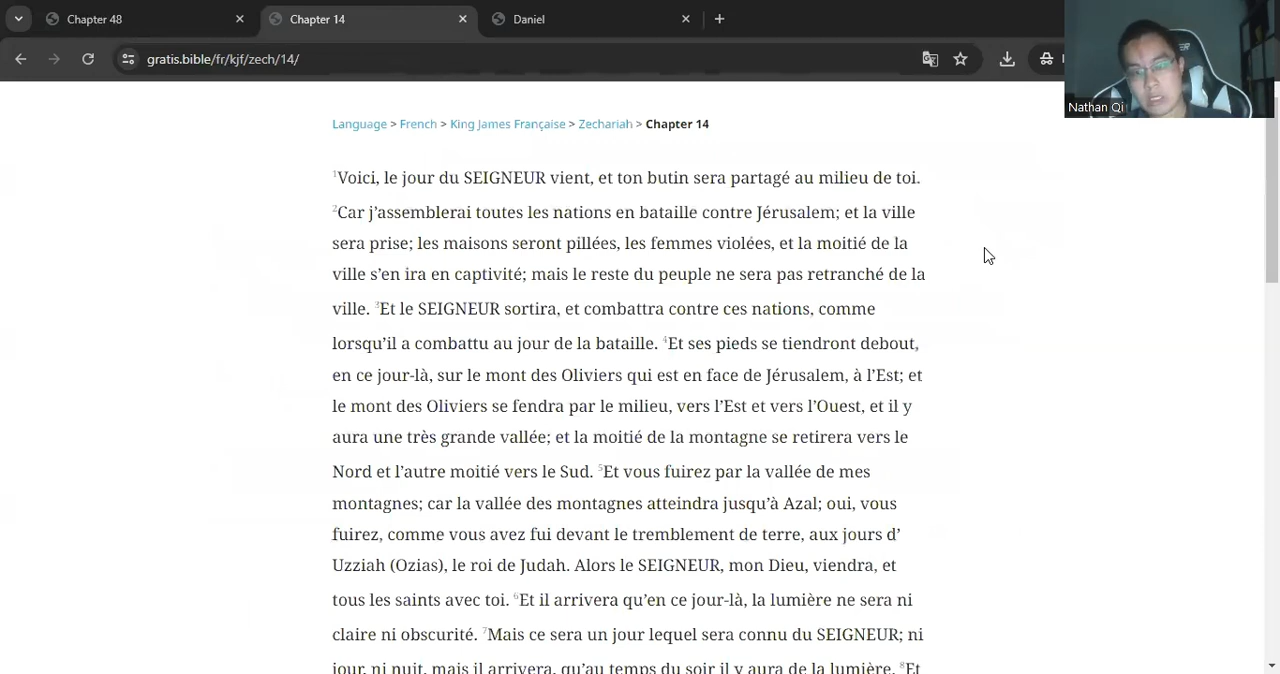 Chapter 48
Chapter 14
Daniel
gratis.bible/fr/kjf/zech/14/
Nathan Qi
Language > French > King James Française > Zechariah > Chapter 14
1Voici, le jour du SEIGNEUR vient, et ton butin sera partagé au milieu de toi.
2Car j’assemblerai toutes les nations en bataille contre Jérusalem; et la ville
sera prise; les maisons seront pillées, les femmes violées, et la moitié de la
ville s’en ira en captivité; mais le reste du peuple ne sera pas retranché de la
ville. 3Et le SEIGNEUR sortira, et combattra contre ces nations, comme
lorsqu’il a combattu au jour de la bataille. 4Et ses pieds se tiendront debout,
en ce jour-là, sur le mont des Oliviers qui est en face de Jérusalem, à l’Est; et
le mont des Oliviers se fendra par le milieu, vers l’Est et vers l’Ouest, et il y
aura une très grande vallée; et la moitié de la montagne se retirera vers le
Nord et l’autre moitié vers le Sud. 5Et vous fuirez par la vallée de mes
montagnes; car la vallée des montagnes atteindra jusqu’à Azal; oui, vous
fuirez, comme vous avez fui devant le tremblement de terre, aux jours d’
Uzziah (Ozias), le roi de Judah. Alors le SEIGNEUR, mon Dieu, viendra, et
tous les saints avec toi. 6Et il arrivera qu’en ce jour-là, la lumière ne sera ni
claire ni obscurité. 7Mais ce sera un jour lequel sera connu du SEIGNEUR; ni
jour, ni nuit, mais il arrivera, qu’au temps du soir il y aura de la lumière. 8Et